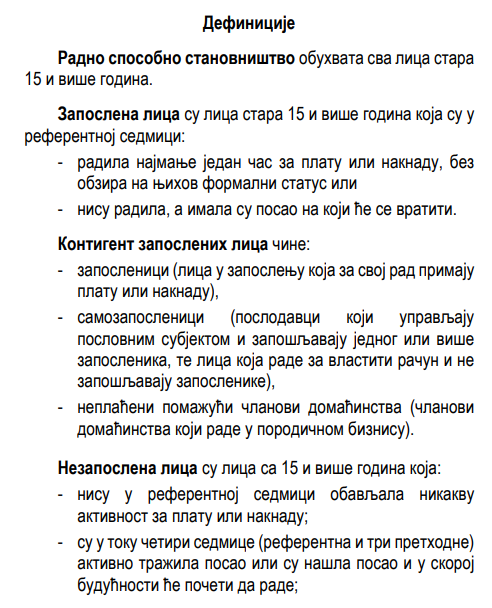 Дефиниције
Радно способно становништво обухвата сва лица стара
15 и више година.
Запослена лица су лица стара 15 и више година која су у
референтној седмици:
- радила најмање један час за плату или накнаду, без
обзира на њихов формални статус или
- нису радила, а имала су посао на који ће се вратити.
Контигент запослених лица чине:
- запосленици (лица у запослењу која за свој рад примају
плату или накнаду),
- самозапосленици (послодавци који управљају
пословним субјектом и запошљавају једног или више
запосленика, те лица која раде за властити рачун и не
запошљавају запосленике),
- неплаћени помажући чланови домаћинства (чланови
домаћинства који раде у породичном бизнису).
Незапослена лица су лица са 15 и више година која:
- нису у референтној седмици обављала никакву
активност за плату или накнаду;
- су у току четири седмице (референтна и три претходне)
активно тражила посао или су нашла посао и у скорој
будућности ће почети да раде;